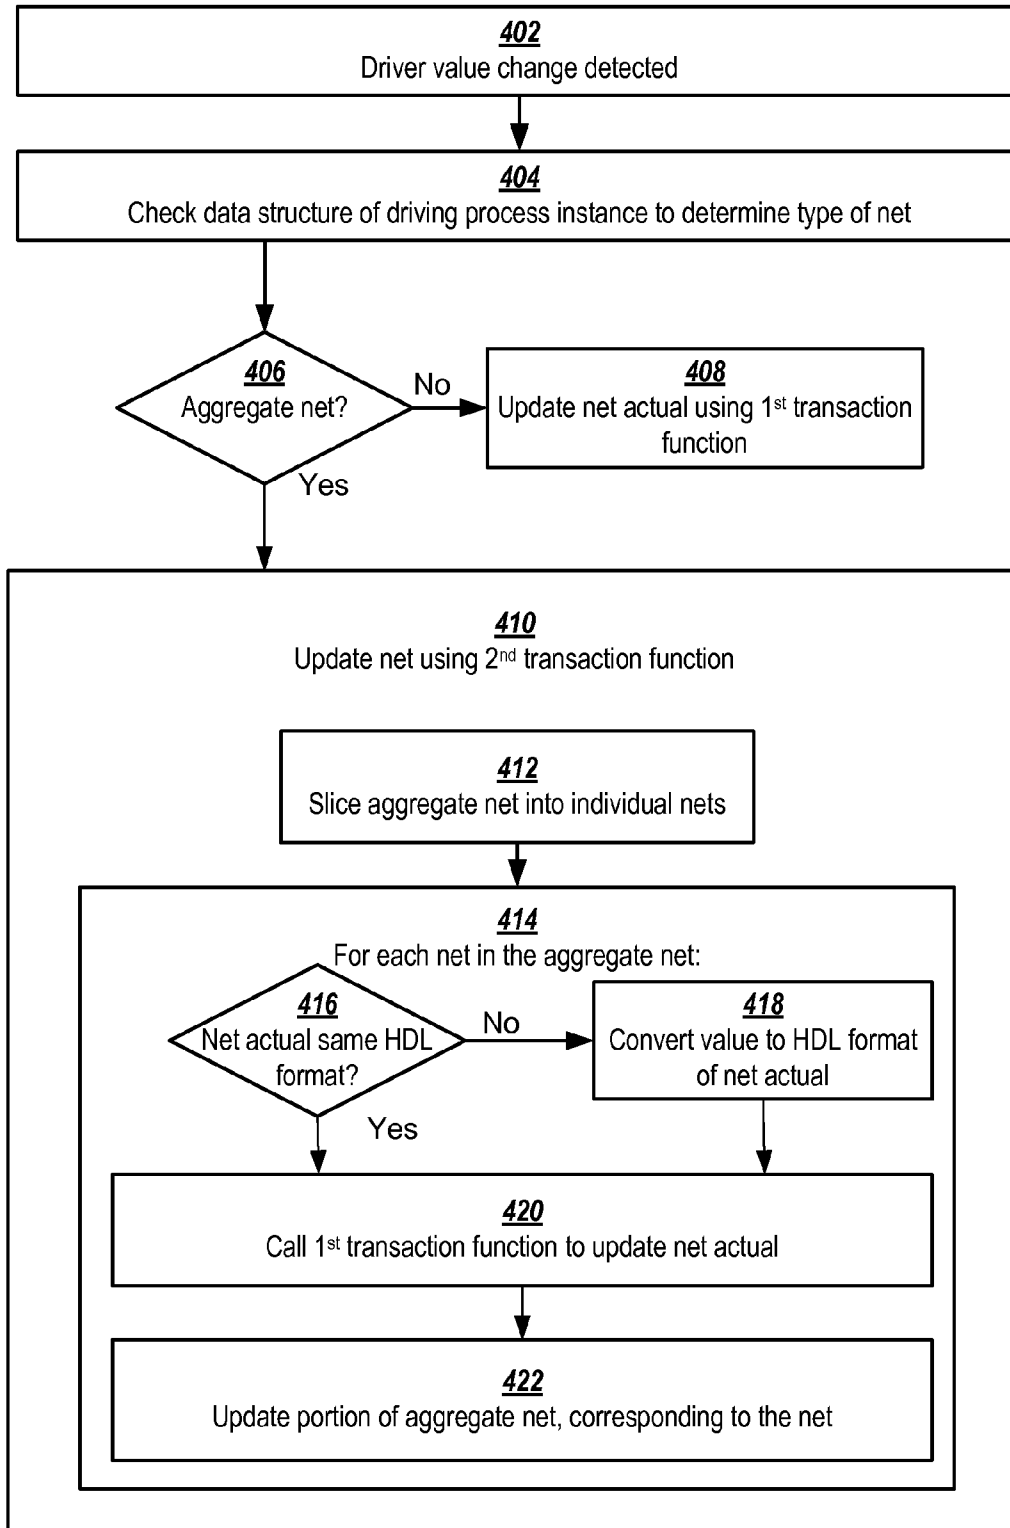 402
Driver value change detected
404
Check data structure of driving process instance to determine type of net
406
Aggregate net?
No
408
Update net actual using 1st transaction
function
Yes
410
Update net using 2nd transaction function
412
Slice aggregate net into individual nets
414
For each net in the aggregate net:
416
Net actual same HDL
format?
No
418
Convert value to HDL format
of net actual
Yes
420
Call 1st transaction function to update net actual
422
Update portion of aggregate net, corresponding to the net